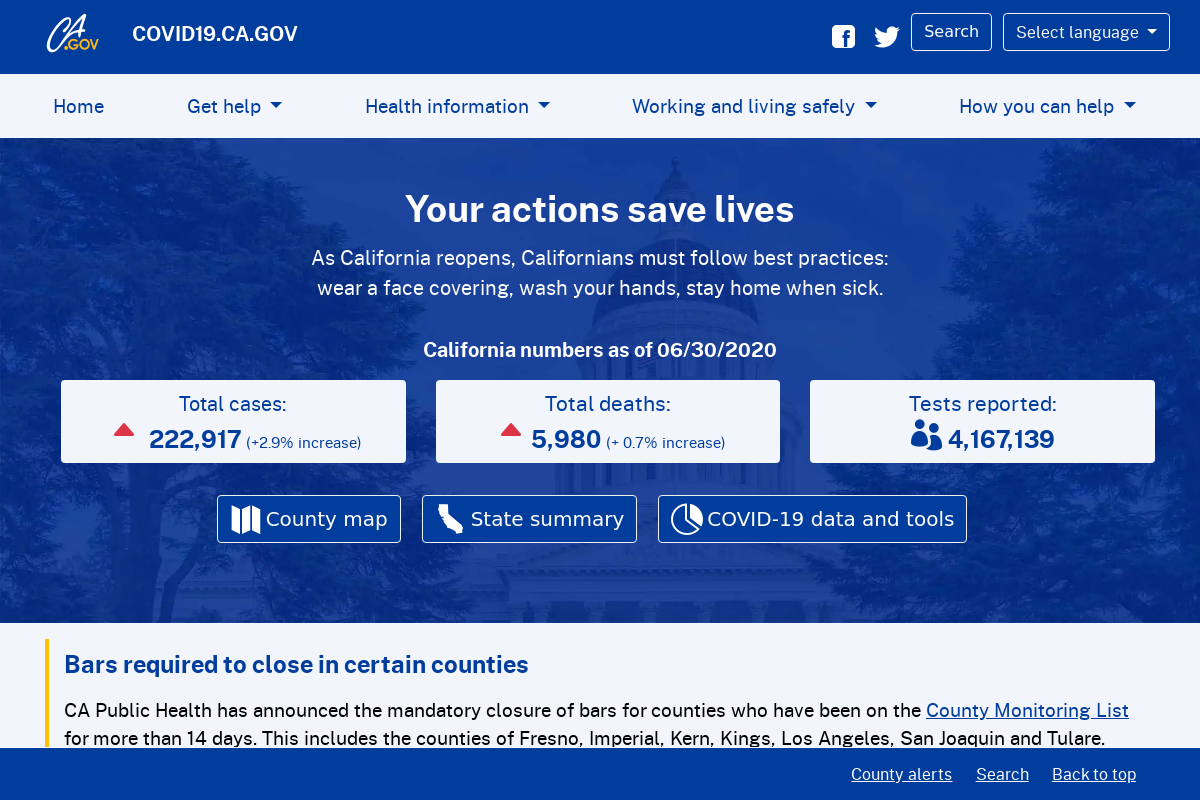 CA.GOV
COVID19.CA.GOV
Search
Select language
Home
Get help
Health information
Working and living safely
How you can help
Your actions save lives
As California reopens, Californians must follow best practices:
wear a face covering, wash your hands, stay home when sick.
California numbers as of 06/30/2020
Total cases:
222,917 (+2.9% increase)
Total deaths:
5,980 (+ 0.7% increase)
Tests reported:
4,167,139
County map
State summary
COVID-19 data and tools
Bars required to close in certain counties
CA Public Health has announced the mandatory closure of bars for counties who have been on the County Monitoring List
for more than 14 days. This includes the counties of Fresno, Imperial, Kern, Kings, Los Angeles, San Joaquin and Tulare.
County alerts
Search
Back to top